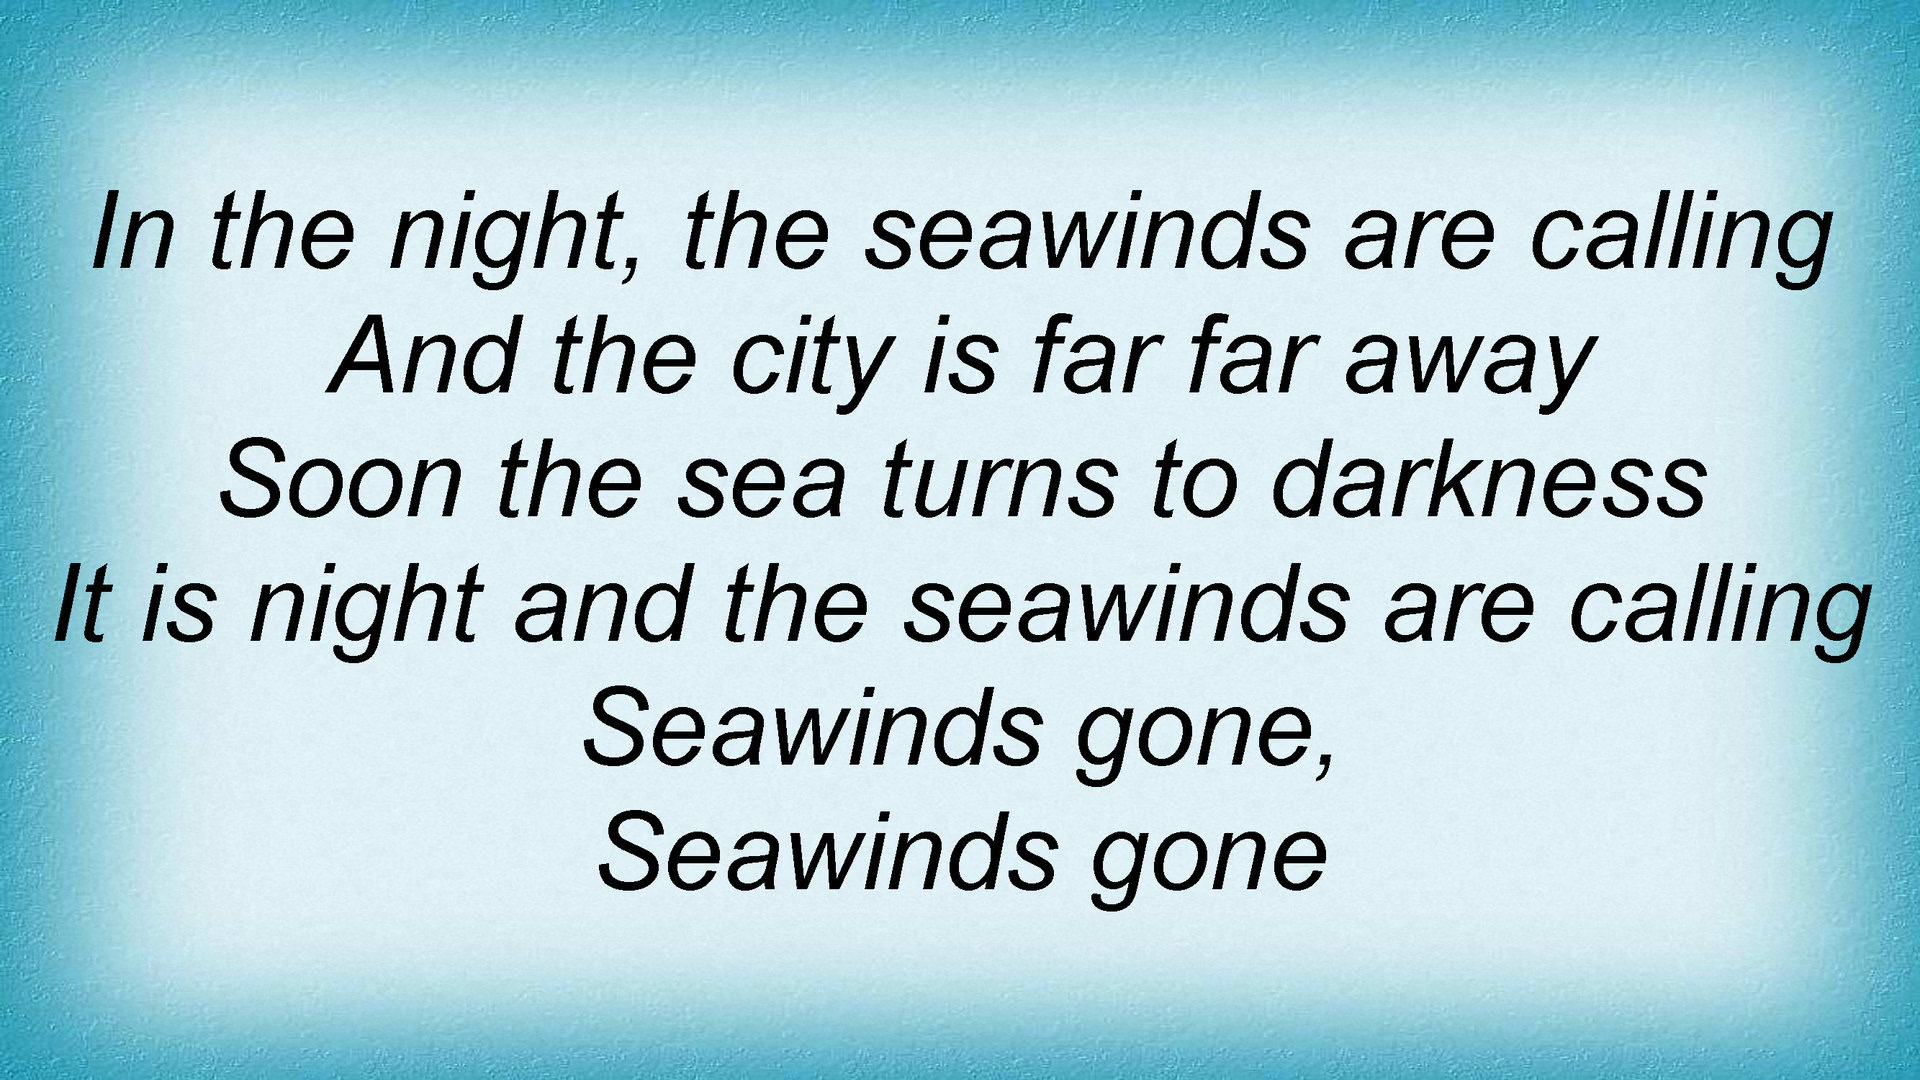 In the night, the seawinds are calling
And the city is far far away
Soon the sea turns to darkness
It is night and the seawinds are calling
Seawinds gone,
Seawinds gone